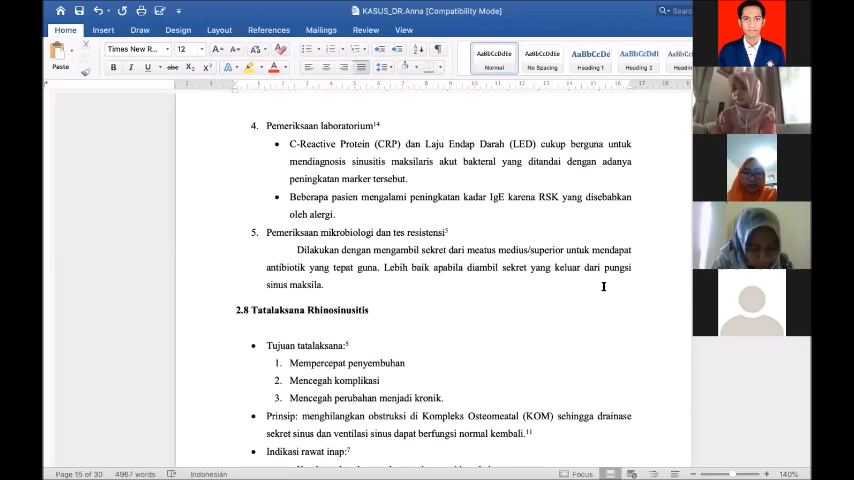 KASUS_DR.Anna [Compatibility Mode]
Home Insert Draw Design Layout References Mailings Review View
Times New R... 12
Paste
AaBbCcDdEe AaBbCcDdEe AaBbCcDd AaBbCcDdEe
Normal No Spacing Heading 1 Heading 2
4. Pemeriksaan laboratorium14
• C-Reactive Protein (CRP) dan Laju Endap Darah (LED) cukup berguna untuk
mendiagnosis sinusitis maksilaris akut bakteral yang ditandai dengan adanya
peningkatan marker tersebut.
• Beberapa pasien mengalami peningkatan kadar IgE karena RSK yang disebabkan
oleh alergi.
5. Pemeriksaan mikrobiologi dan tes resistensi5
Dilakukan dengan mengambil sekret dari meatus medius/superior untuk mendapat
antibiotik yang tepat guna. Lebih baik apabila diambil sekret yang keluar dari pungsi
sinus maksila.
2.8 Tatalaksana Rhinosinusitis
• Tujuan tatalaksana:5
1. Mempercepat penyembuhan
2. Mencegah komplikasi
3. Mencegah perubahan menjadi kronik.
• Prinsip: menghilangkan obstruksi di Kompleks Osteomeatal (KOM) sehingga drainase
sekret sinus dan ventilasi sinus dapat berfungsi normal kembali.11
• Indikasi rawat inap:7
Page 15 of 30 4967 words Indonesian Focus 140%